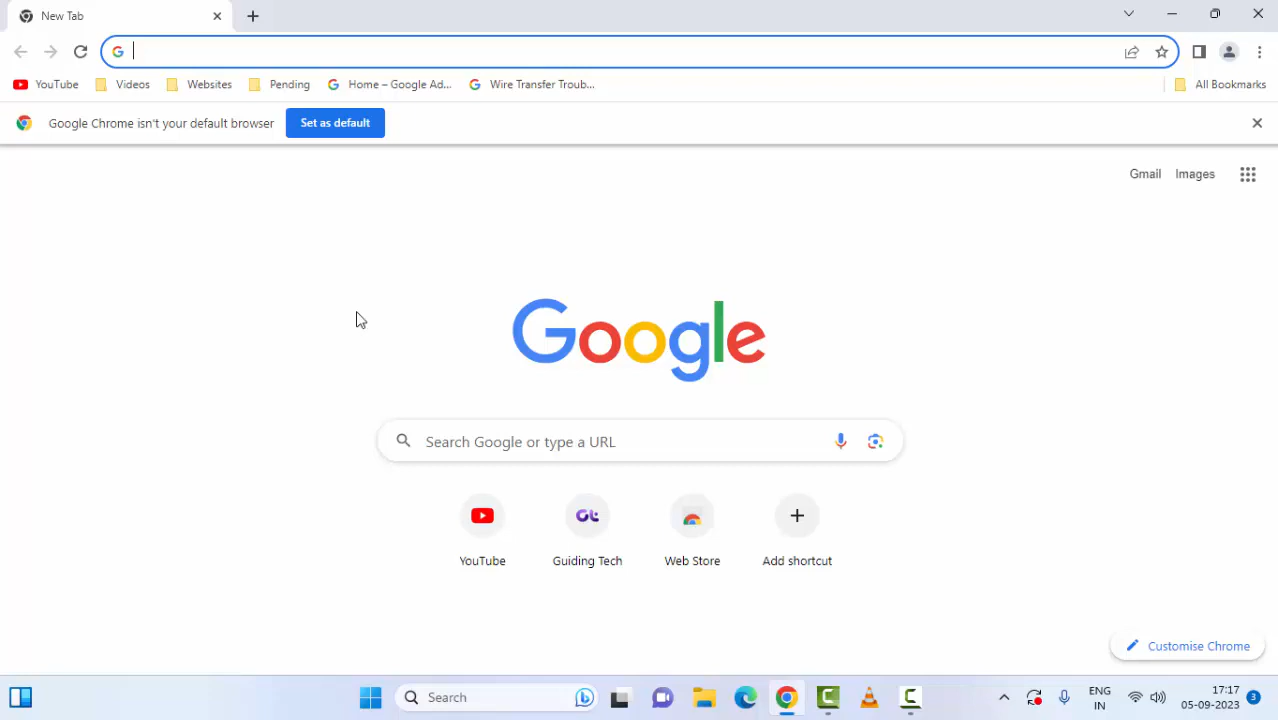 New Tab
YouTube Videos Websites Pending Home – Google Ad... Wire Transfer Troub... All Bookmarks
Google Chrome isn't your default browser Set as default
Gmail Images
Google
Search Google or type a URL
YouTube Guiding Tech Web Store Add shortcut
Customise Chrome
Search
ENG
IN
17:17
05-09-2023
3